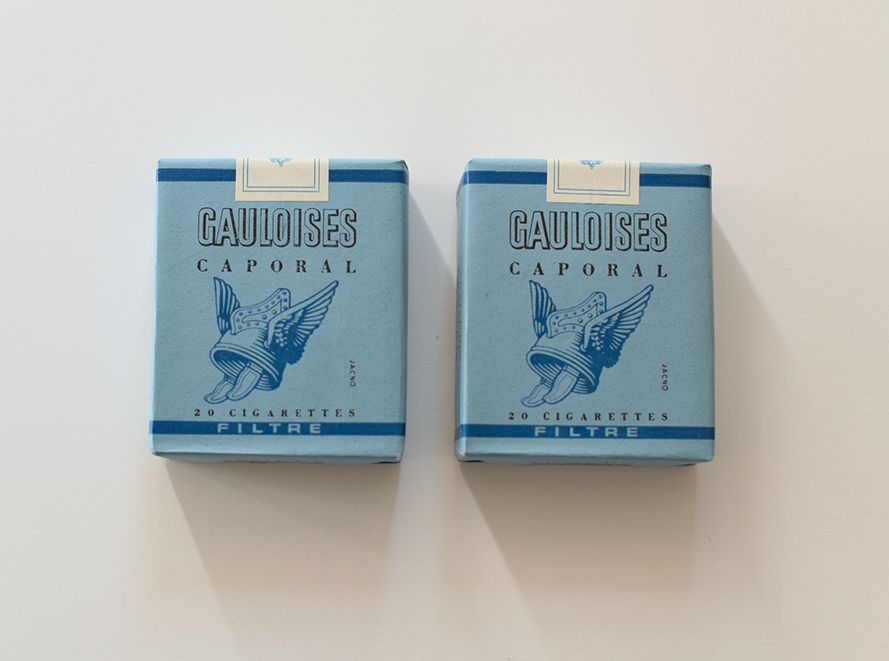 GAULOISES
CAPORAL
JACNO
20 CIGARETTES
FILTRE
GAULOISES
CAPORAL
JACNO
20 CIGARETTES
FILTRE